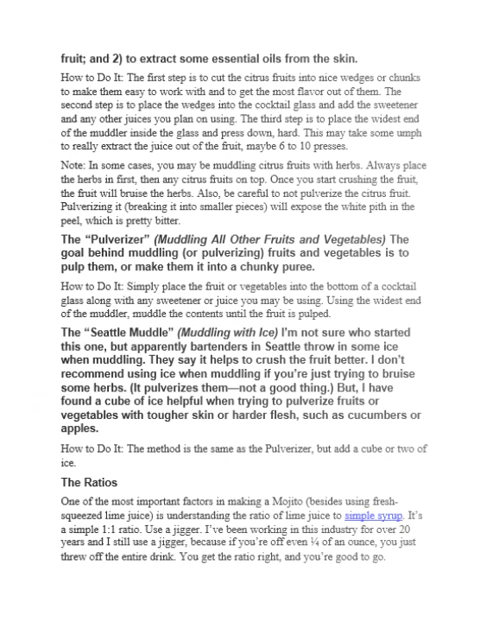 fruit; and 2) to extract some essential oils from the skin.
How to Do It: The first step is to cut the citrus fruits into nice wedges or chunks
to make them easy to work with and to get the most flavor out of them. The
second step is to place the wedges into the cocktail glass and add the sweetener
and any other juices you plan on using. The third step is to place the widest end
of the muddler inside the glass and press down, hard. This may take some umph
to really extract the juice out of the fruit, maybe 6 to 10 presses.
Note: In some cases, you may be muddling citrus fruits with herbs. Always place
the herbs in first, then any citrus fruits on top. Once you start crushing the fruit,
the fruit will bruise the herbs. Also, be careful to not pulverize the citrus fruit.
Pulverizing it (breaking it into smaller pieces) will expose the white pith in the
peel, which is pretty bitter.
The “Pulverizer” (Muddling All Other Fruits and Vegetables) The
goal behind muddling (or pulverizing) fruits and vegetables is to
pulp them, or make them into a chunky puree.
How to Do It: Simply place the fruit or vegetables into the bottom of a cocktail
glass along with any sweetener or juice you may be using. Using the widest end
of the muddler, muddle the contents until the fruit is pulped.
The “Seattle Muddle” (Muddling with Ice) I’m not sure who started
this one, but apparently bartenders in Seattle throw in some ice
when muddling. They say it helps to crush the fruit better. I don’t
recommend using ice when muddling if you’re just trying to bruise
some herbs. (It pulverizes them—not a good thing.) But, I have
found a cube of ice helpful when trying to pulverize fruits or
vegetables with tougher skin or harder flesh, such as cucumbers or
apples.
How to Do It: The method is the same as the Pulverizer, but add a cube or two of
ice.
The Ratios
One of the most important factors in making a Mojito (besides using fresh-
squeezed lime juice) is understanding the ratio of lime juice to simple syrup. It’s
a simple 1:1 ratio. Use a jigger. I’ve been working in this industry for over 20
years and I still use a jigger, because if you’re off even ¼ of an ounce, you just
threw off the entire drink. You get the ratio right, and you’re good to go.